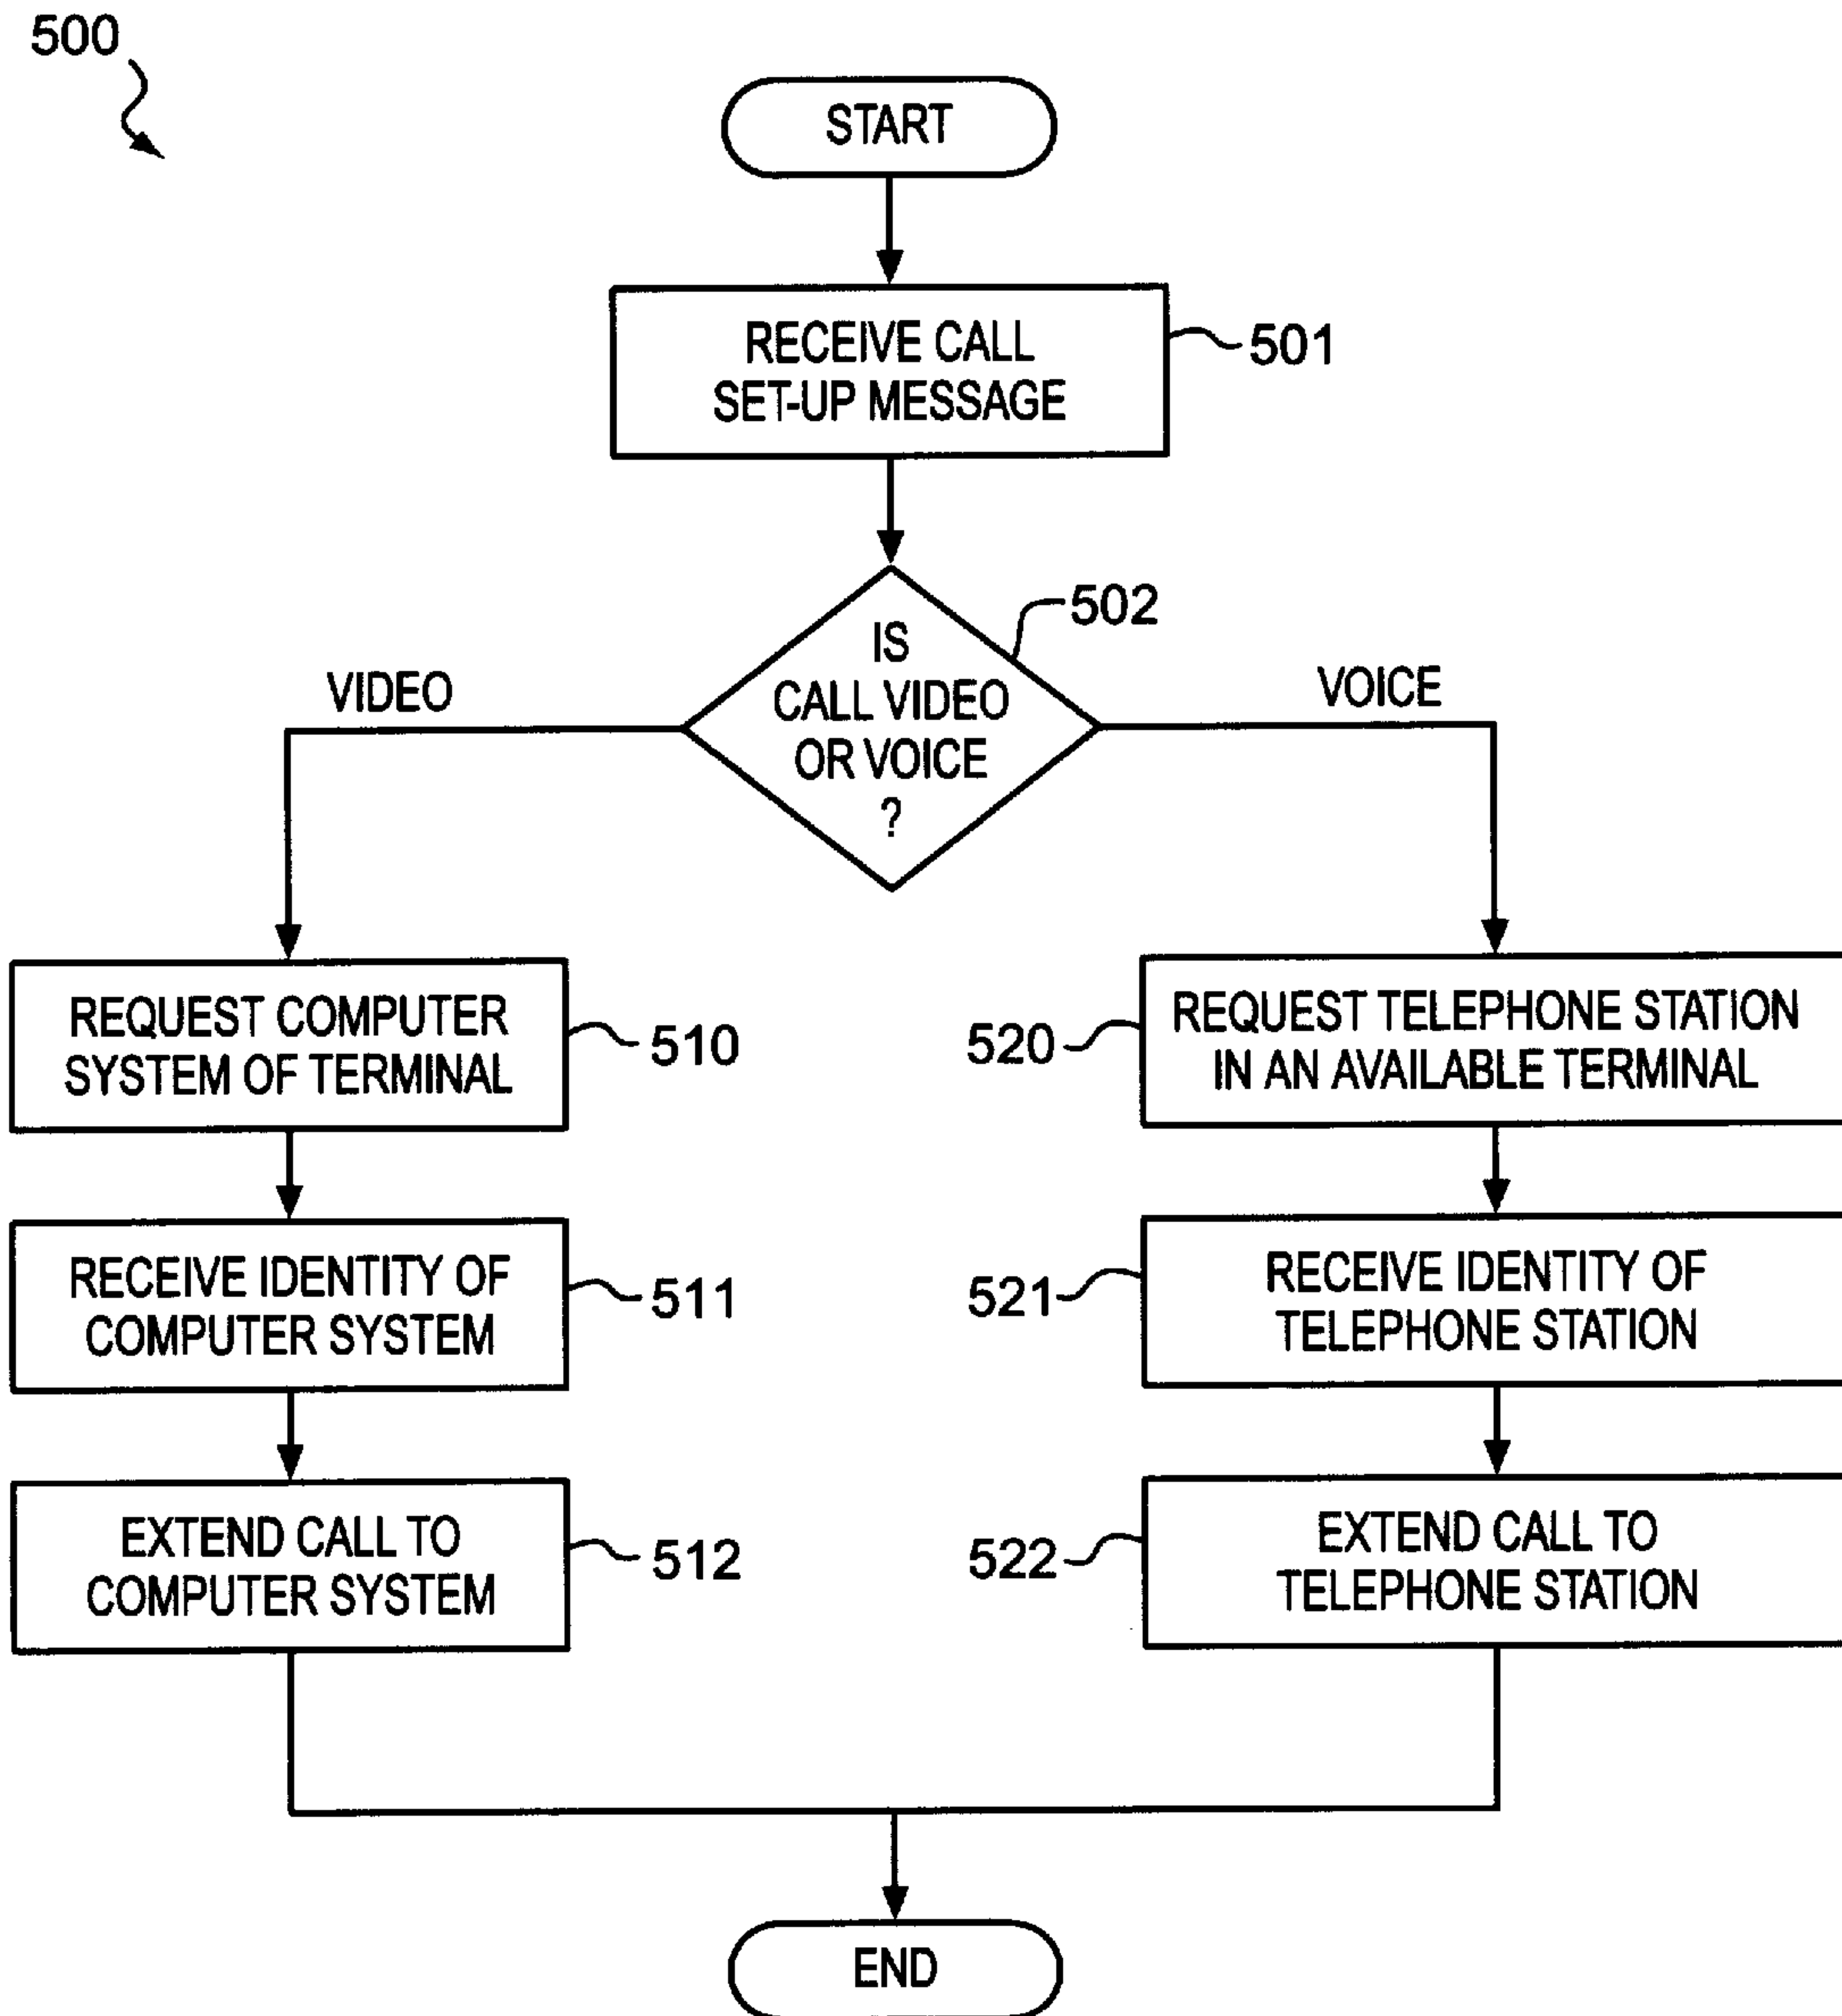 500
START
RECEIVE CALL
SET-UP MESSAGE
501
IS
CALL VIDEO
OR VOICE
?
502
VIDEO
VOICE
REQUEST COMPUTER
SYSTEM OF TERMINAL
510
520
REQUEST TELEPHONE STATION
IN AN AVAILABLE TERMINAL
RECEIVE IDENTITY OF
COMPUTER SYSTEM
511
521
RECEIVE IDENTITY OF
TELEPHONE STATION
EXTEND CALL TO
COMPUTER SYSTEM
512
522
EXTEND CALL TO
TELEPHONE STATION
END